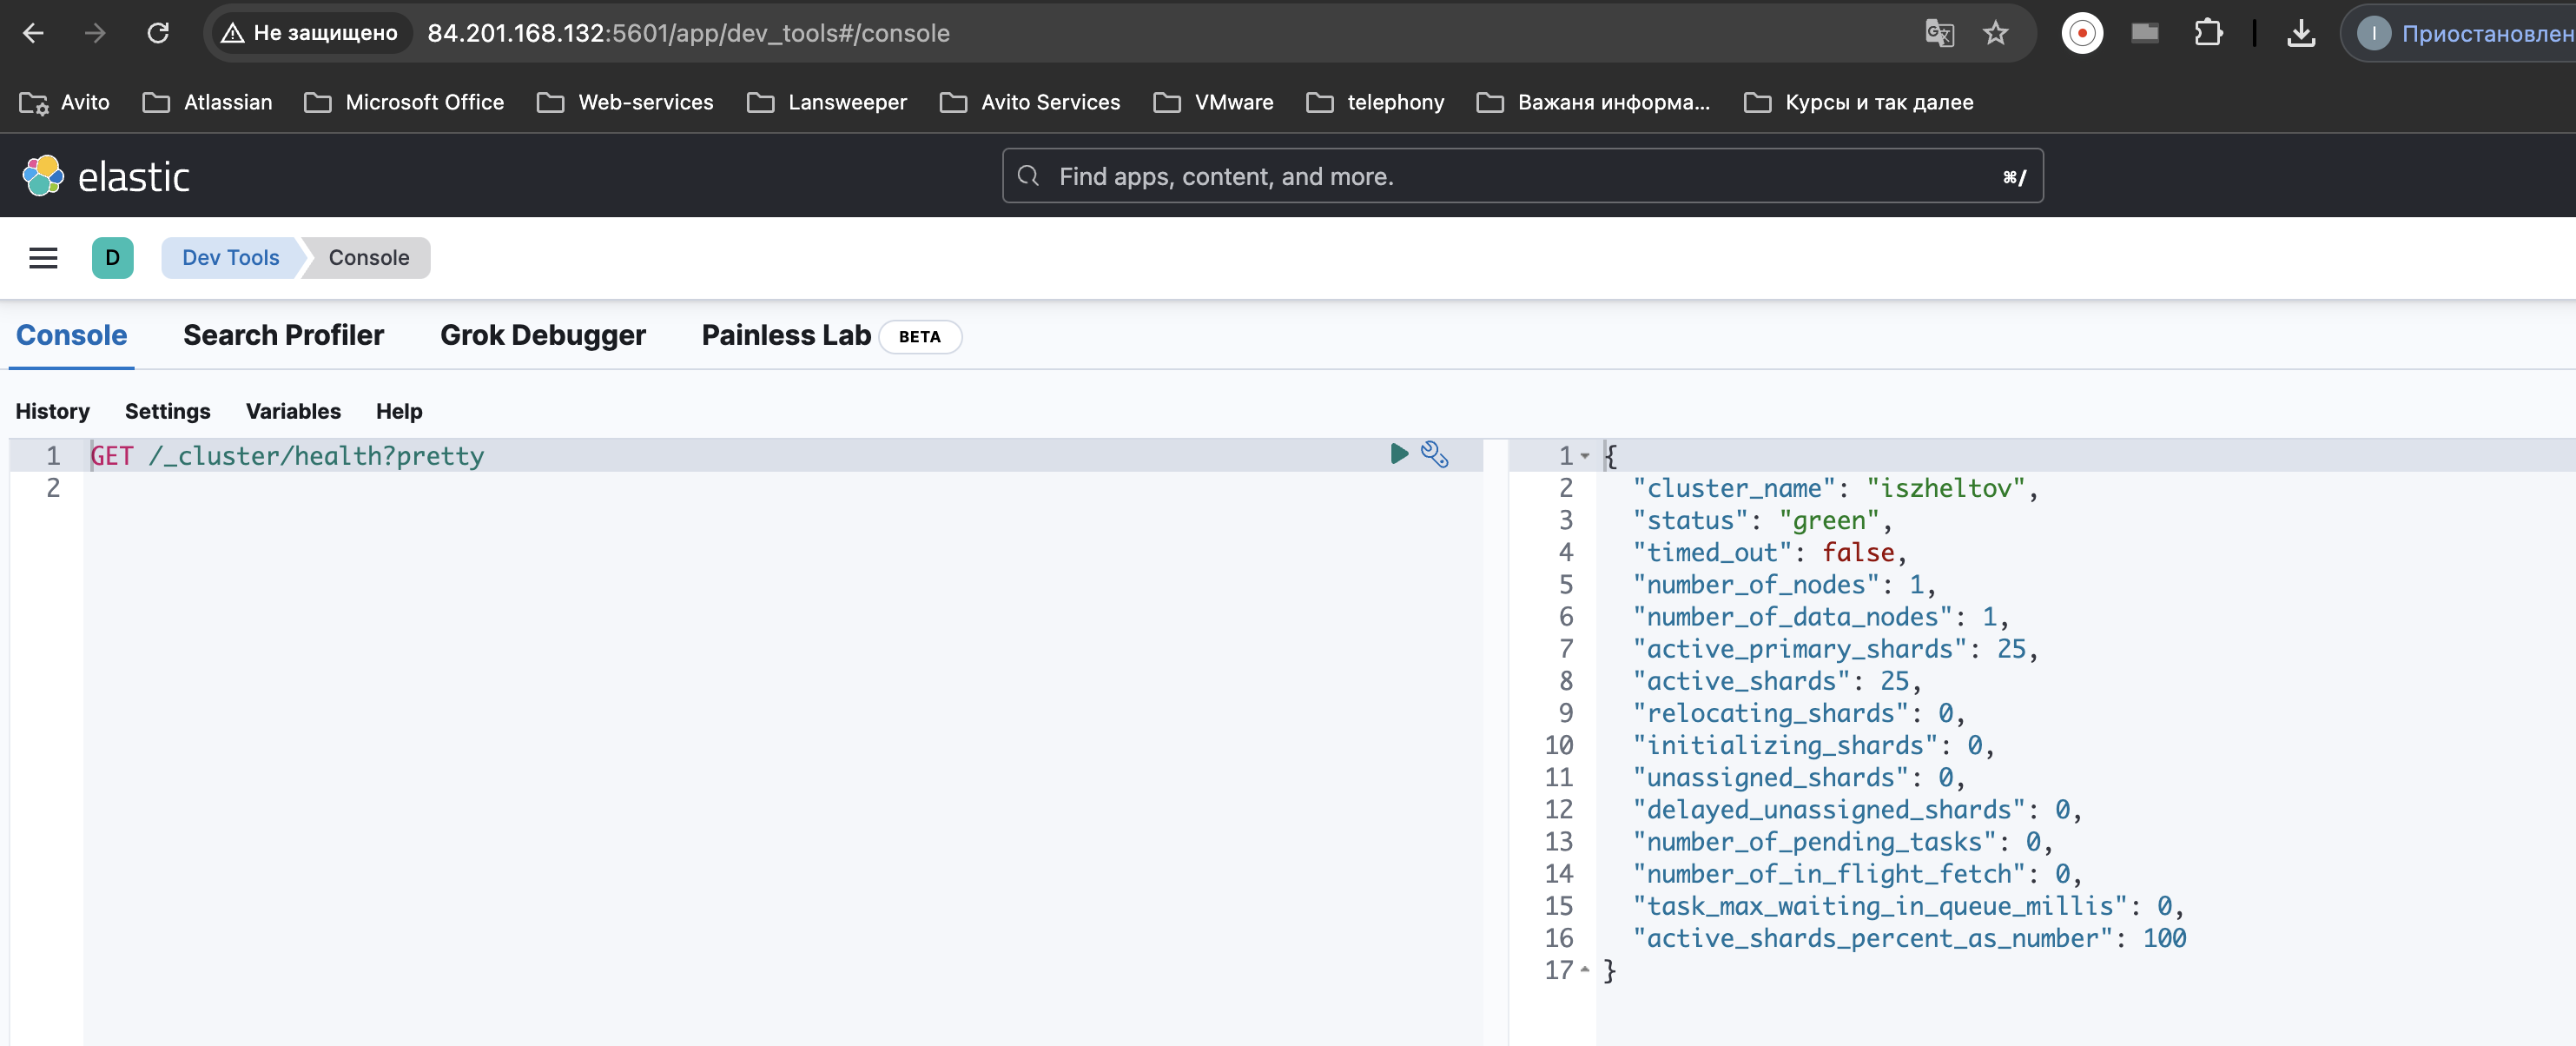 Не защищено 84.201.168.132:5601/app/dev_tools#/console I Приостановлен
Avito Atlassian Microsoft Office Web-services Lansweeper Avito Services VMware telephony Важаня информа... Курсы и так далее
elastic Find apps, content, and more. ⌘/
D Dev Tools Console
Console Search Profiler Grok Debugger Painless Lab BETA
History Settings Variables Help
1 GET /_cluster/health?pretty
2
1 {
2 "cluster_name": "iszheltov",
3 "status": "green",
4 "timed_out": false,
5 "number_of_nodes": 1,
6 "number_of_data_nodes": 1,
7 "active_primary_shards": 25,
8 "active_shards": 25,
9 "relocating_shards": 0,
10 "initializing_shards": 0,
11 "unassigned_shards": 0,
12 "delayed_unassigned_shards": 0,
13 "number_of_pending_tasks": 0,
14 "number_of_in_flight_fetch": 0,
15 "task_max_waiting_in_queue_millis": 0,
16 "active_shards_percent_as_number": 100
17 }